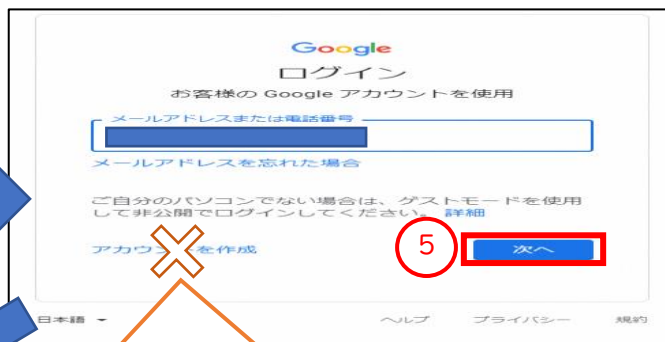 Google
ログイン
お客様の Google アカウントを使用
メールアドレスまたは電話番号
メールアドレスを忘れた場合
ご自分のパソコンでない場合は、ゲストモードを使用
して非公開でログインしてください。 詳細
アカウントを作成
5
次へ
日本語
ヘルプ プライバシー 規約